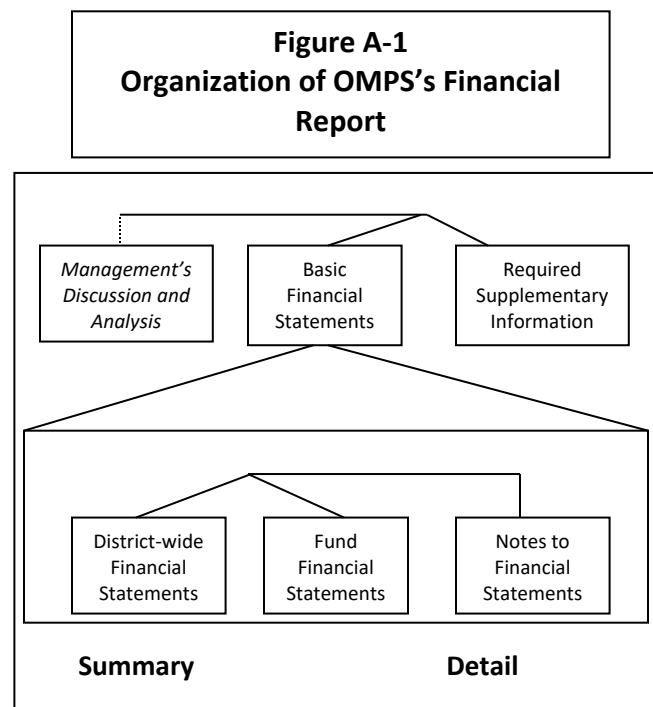 Figure A-1
Organization of OMPS’s Financial
Report
Management’s
Discussion and
Analysis
Basic
Financial
Statements
Required
Supplementary
Information
District-wide
Financial
Statements
Fund
Financial
Statements
Notes to
Financial
Statements
Summary
Detail